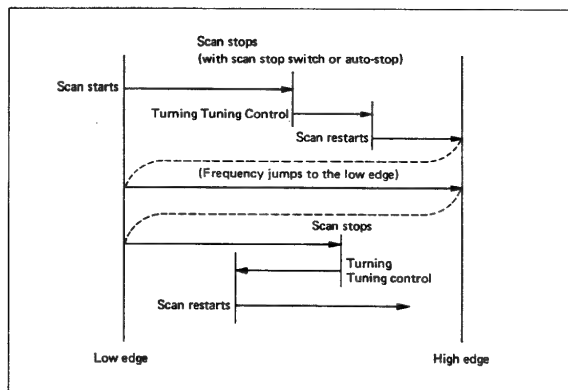 Scan stops
(with scan stop switch or auto-stop)
Scan starts
Turning Tuning Control
Scan restarts
(Frequency jumps to the low edge)
Scan stops
Turning
Tuning control
Scan restarts
Low edge
High edge